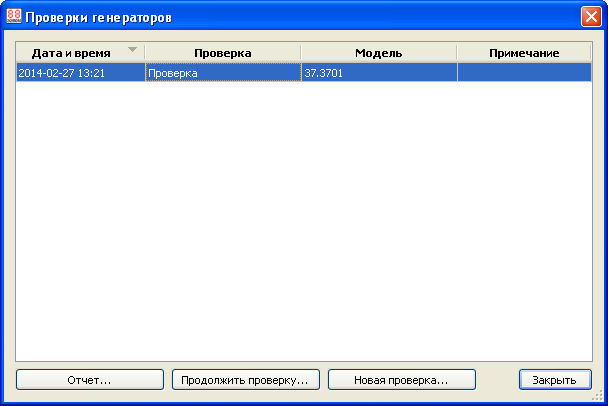 Проверки генераторов
Дата и время Проверка Модель Примечание
2014-02-27 13:21 Проверка 37.3701
Отчет... Продолжить проверку... Новая проверка... Закрыть